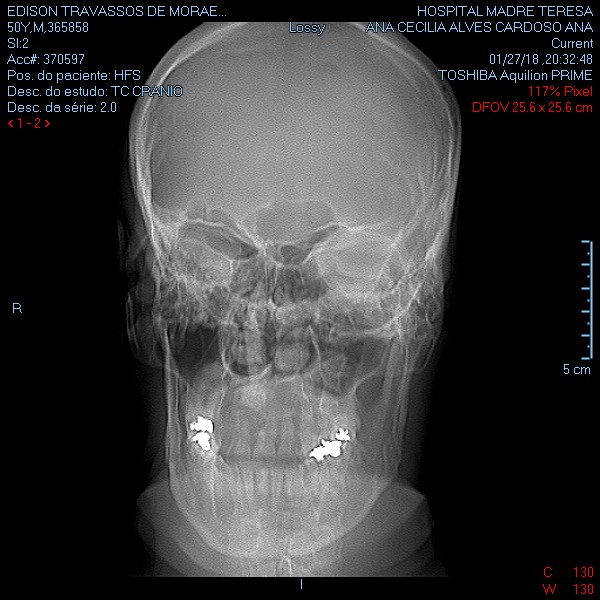 EDISON TRAVASSOS DE MORAE...
50Y,M,365858
Sl:2
Acc#: 370597
Pos. do paciente: HFS
Desc. do estudo: TC CRANIO
Desc. da série: 2.0
< 1 - 2 >
Lossy
HOSPITAL MADRE TERESA
ANA CECILIA ALVES CARDOSO ANA
Current
01/27/18 ,20:32:48
TOSHIBA Aquilion PRIME
117% Pixel
DFOV 25.6 x 25.6 cm
R
5 cm
C 130
W 130